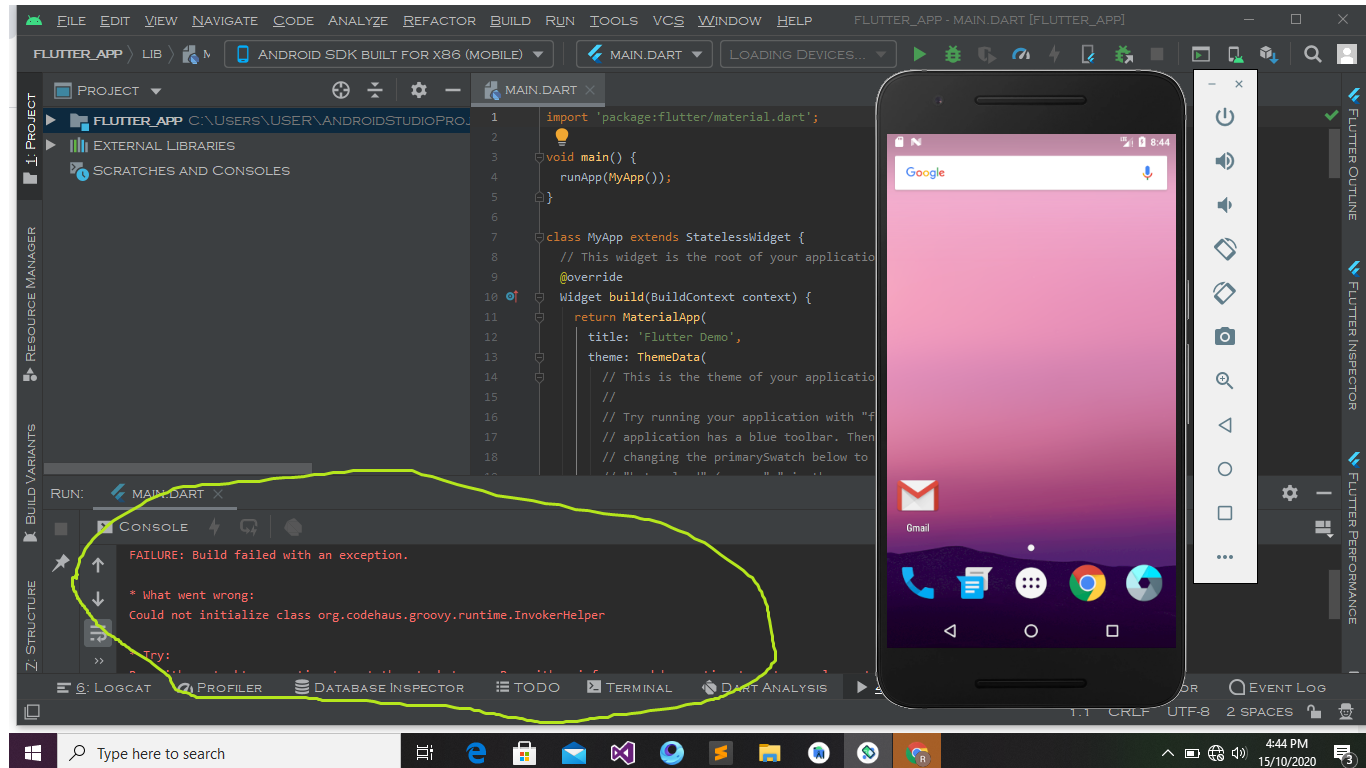 File Edit View Navigate Code Analyze Refactor Build Run Tools VCS Window Help flutter_app - main.dart [flutter_app]
flutter_app lib Android SDK built for x86 (mobile) main.dart Loading Devices...
1: Project
Resource Manager
Build Variants
Z: Structure
Project
flutter_app C:\Users\USER\AndroidStudioProj
External Libraries
Scratches and Consoles
main.dart
1 import 'package:flutter/material.dart';
2
3 void main() {
4 runApp(MyApp());
5 }
6
7 class MyApp extends StatelessWidget {
8 // This widget is the root of your applicatio
9 @override
10 Widget build(BuildContext context) {
11 return MaterialApp(
12 title: 'Flutter Demo',
13 theme: ThemeData(
14 // This is the theme of your applicatio
15 //
16 // Try running your application with "f
17 // application has a blue toolbar. Then
18 // changing the primarySwatch below to
8:44
Google
Gmail
Flutter Outline
Flutter Inspector
Flutter Performance
Run: main.dart
Console
FAILURE: Build failed with an exception.
* What went wrong:
Could not initialize class org.codehaus.groovy.runtime.InvokerHelper
* Try:
6: Logcat Profiler Database Inspector TODO Terminal Dart Analysis Event Log
1:1 CRLF UTF-8 2 spaces
Type here to search
R
4:44 PM
15/10/2020
3